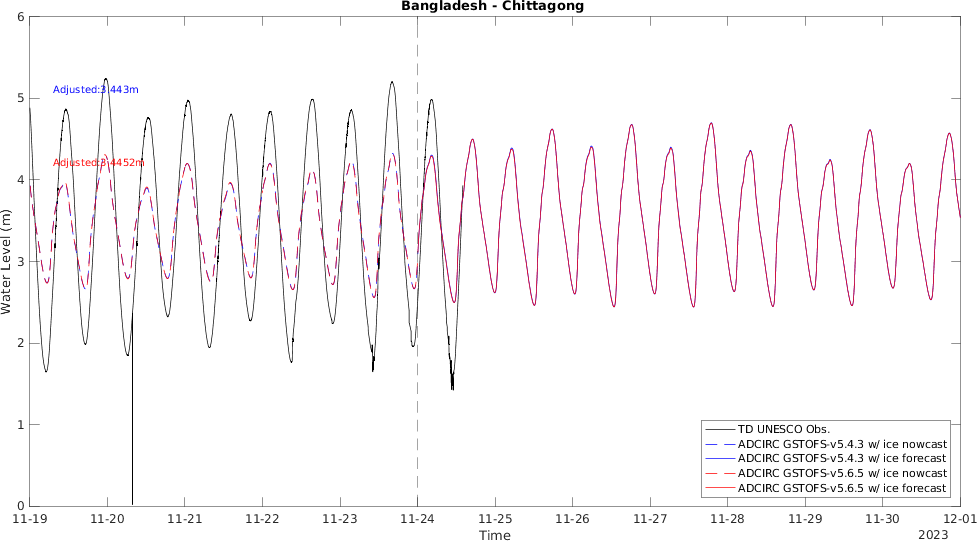 Bangladesh - Chittagong
6
5
4
3
2
1
0
Water Level (m)
Adjusted:3.443m
Adjusted:3.4452m
TD UNESCO Obs.
ADCIRC GSTOFS-v5.4.3 w/ ice nowcast
ADCIRC GSTOFS-v5.4.3 w/ ice forecast
ADCIRC GSTOFS-v5.6.5 w/ ice nowcast
ADCIRC GSTOFS-v5.6.5 w/ ice forecast
11-19 11-20 11-21 11-22 11-23 11-24 11-25 11-26 11-27 11-28 11-29 11-30 12-01
Time
2023